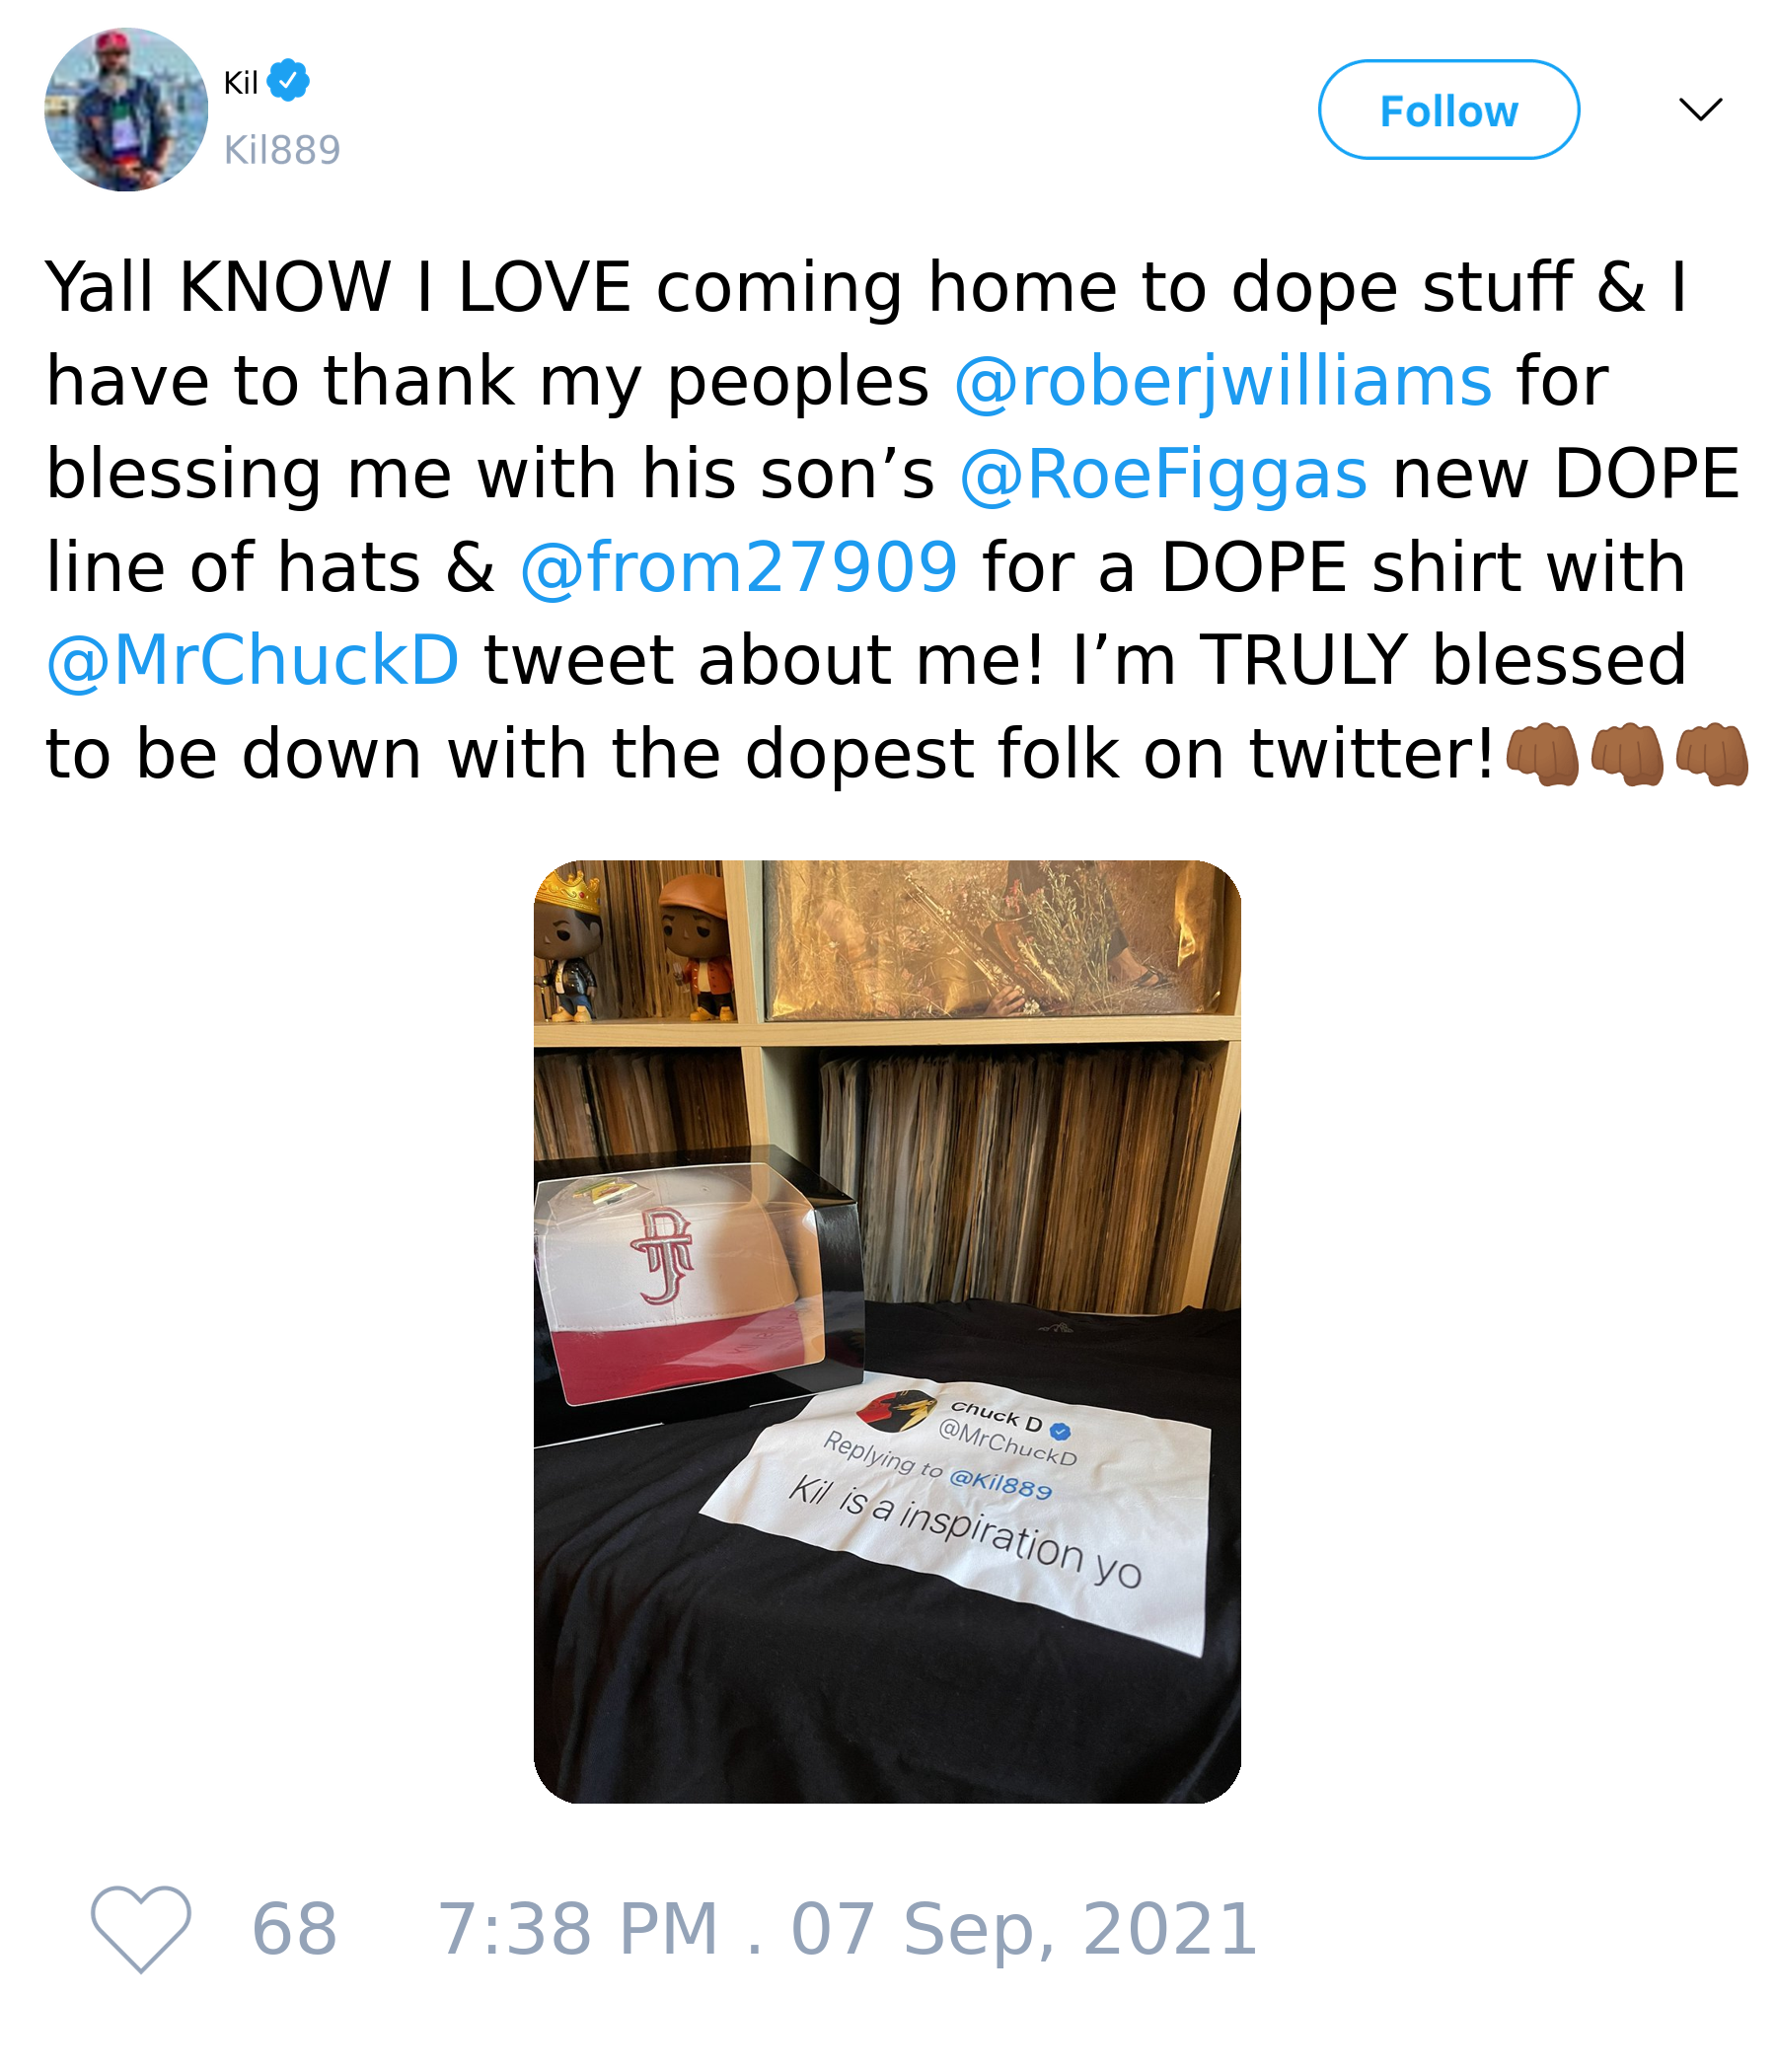 Kil
Kil889
Follow
Yall KNOW I LOVE coming home to dope stuff & I
have to thank my peoples @roberjwilliams for
blessing me with his son’s @RoeFiggas new DOPE
line of hats & @from27909 for a DOPE shirt with
@MrChuckD tweet about me! I’m TRULY blessed
to be down with the dopest folk on twitter!👊🏾👊🏾👊🏾
Chuck D
@MrChuckD
Replying to @Kil889
Kil is a inspiration yo
68 7:38 PM . 07 Sep, 2021